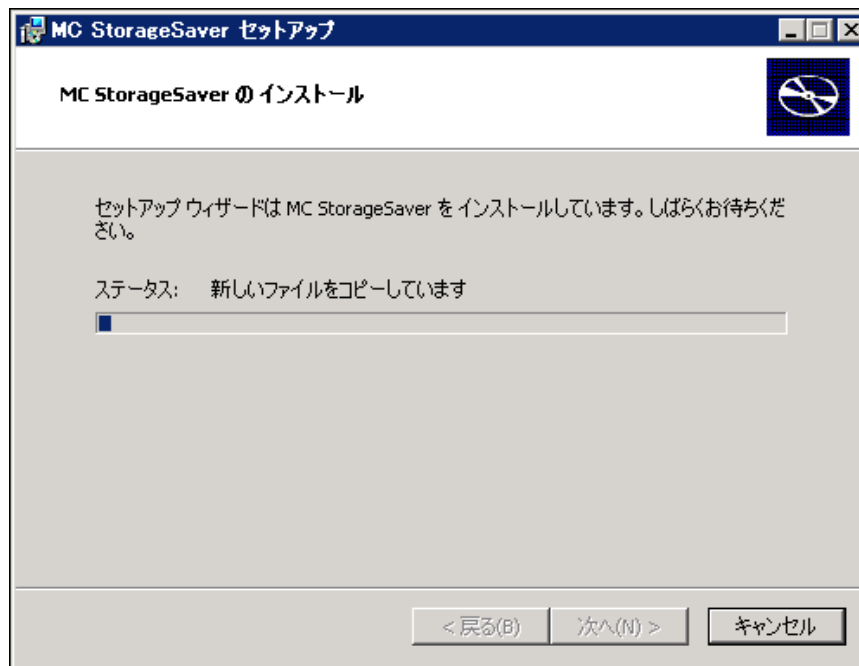 MC StorageSaver セットアップ
MC StorageSaver の インストール
セットアップ ウィザードは MC StorageSaver を インストールしています。しばらくお待ちくだ
さい。
ステータス: 新しいファイルをコピーしています
< 戻る(B) 次へ(N) > キャンセル